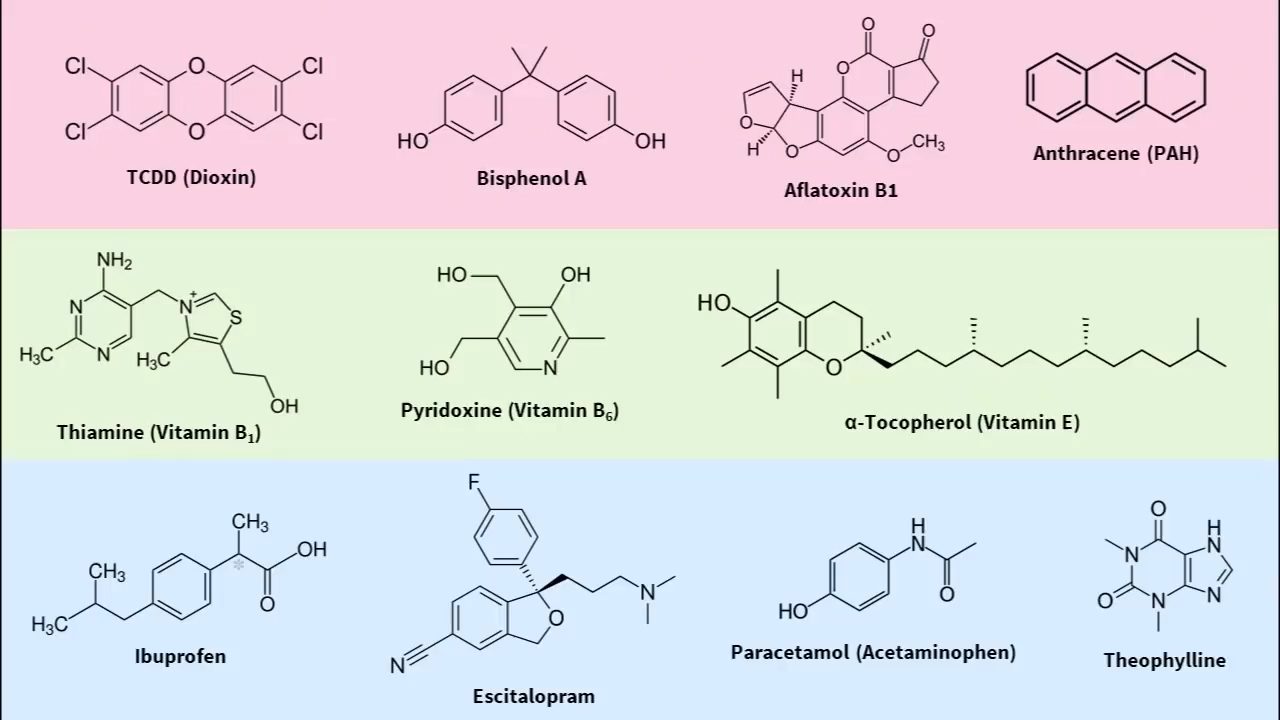 Cl O Cl
Cl O Cl
TCDD (Dioxin)
HO OH
Bisphenol A
O O
O H
O H O O CH₃
Aflatoxin B1
Anthracene (PAH)
NH₂
N N+ S
H₃C N H₃C
OH
Thiamine (Vitamin B₁)
HO OH
HO N
Pyridoxine (Vitamin B₆)
HO
O
α-Tocopherol (Vitamin E)
CH₃
OH
CH₃ * O
H₃C
Ibuprofen
F
N
O
N
Escitalopram
H
N
HO O
Paracetamol (Acetaminophen)
O H
N N
O N N
Theophylline